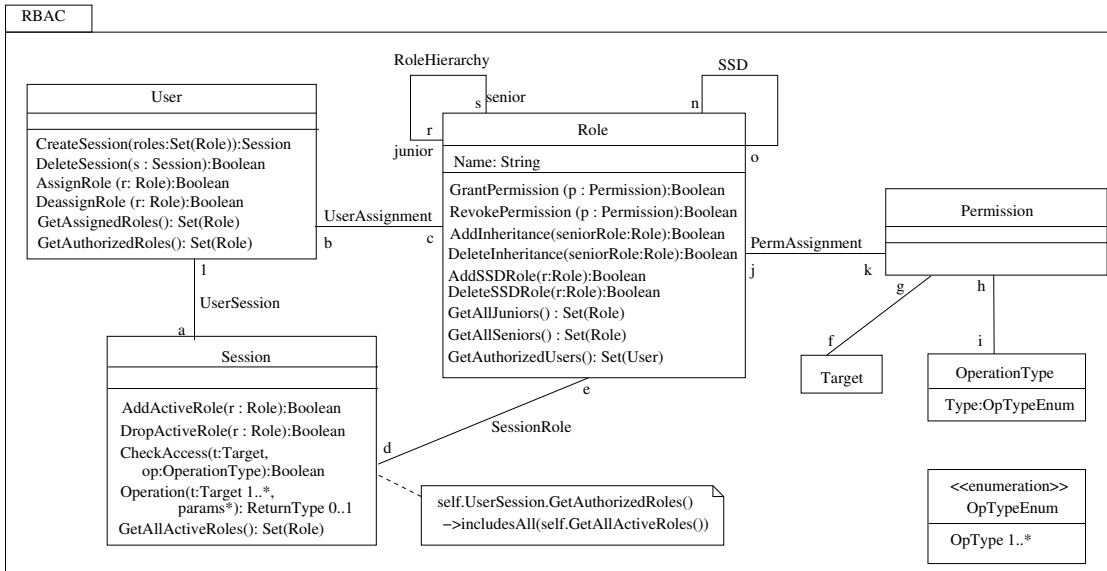 RBAC
RoleHierarchy
SSD
s
senior
n
r
junior
o
User
CreateSession(roles:Set(Role)):Session
DeleteSession(s : Session):Boolean
AssignRole (r: Role):Boolean
DeassignRole (r: Role):Boolean
GetAssignedRoles(): Set(Role)
GetAuthorizedRoles(): Set(Role)
UserAssignment
b
c
Role
Name: String
GrantPermission (p : Permission):Boolean
RevokePermission (p : Permission):Boolean
AddInheritance(seniorRole:Role):Boolean
DeleteInheritance(seniorRole:Role):Boolean
AddSSDRole(r:Role):Boolean
DeleteSSDRole(r:Role):Boolean
GetAllJuniors() : Set(Role)
GetAllSeniors() : Set(Role)
GetAuthorizedUsers(): Set(User)
PermAssignment
j
k
Permission
g
h
f
i
Target
OperationType
Type:OpTypeEnum
1
UserSession
a
Session
AddActiveRole(r : Role):Boolean
DropActiveRole(r : Role):Boolean
CheckAccess(t:Target,
op:OperationType):Boolean
Operation(t:Target 1..*,
params*): ReturnType 0..1
GetAllActiveRoles(): Set(Role)
e
SessionRole
d
self.UserSession.GetAuthorizedRoles()
−>includesAll(self.GetAllActiveRoles())
<<enumeration>>
OpTypeEnum
OpType 1..*